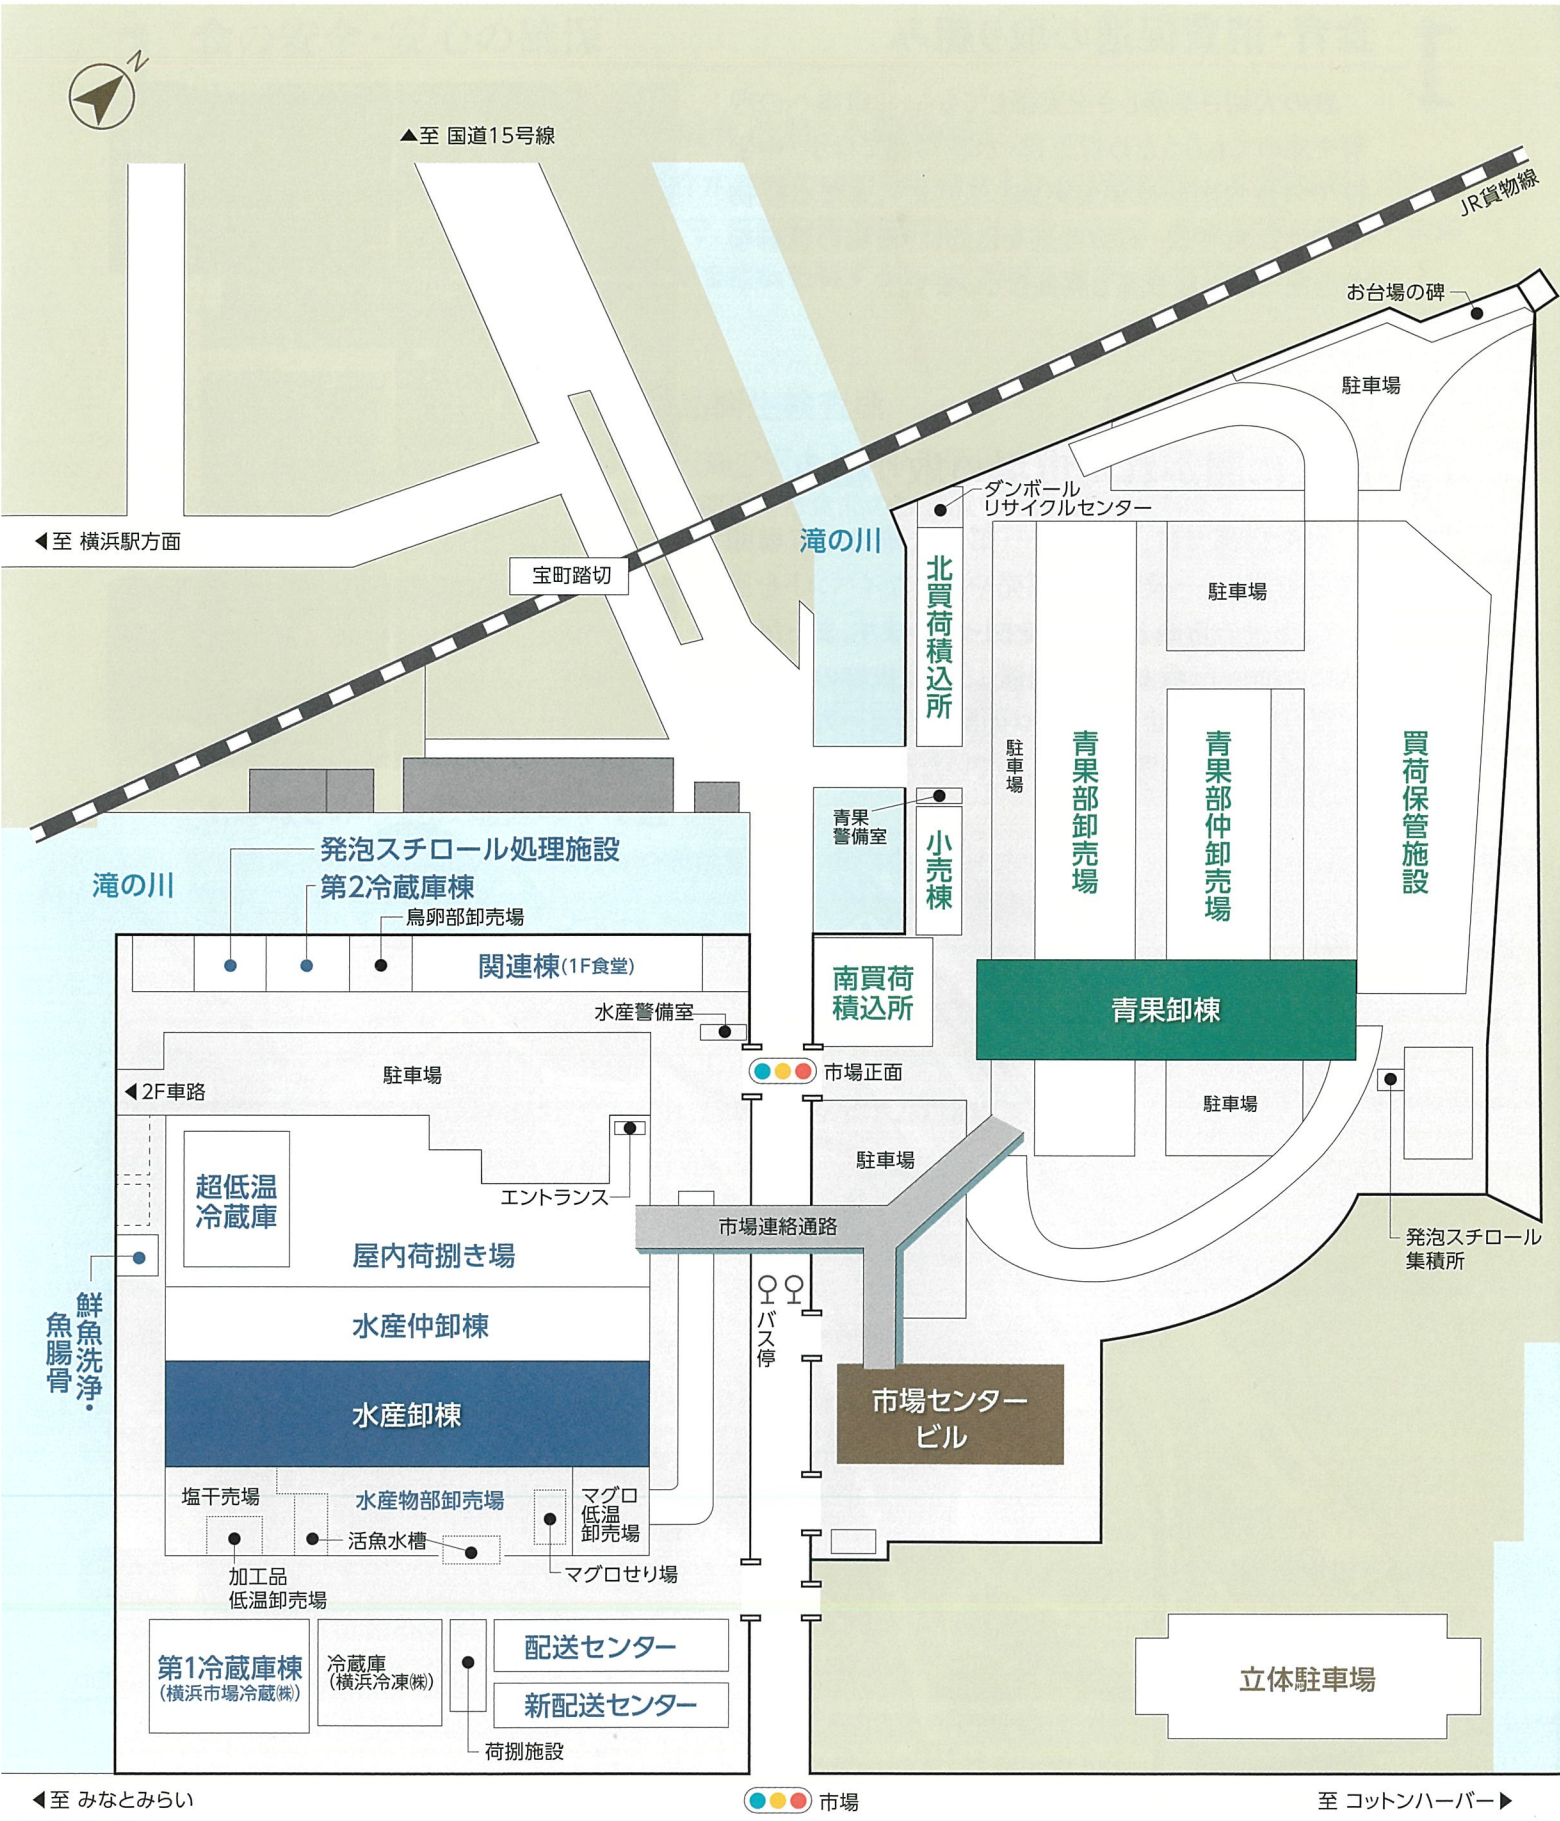 N
▲至 国道15号線
JR貨物線
お台場の碑
駐車場
ダンボール
リサイクルセンター
◀至 横浜駅方面
滝の川
宝町踏切
北買荷積込所
駐車場
駐車場
青果部卸売場
青果部仲卸売場
買荷保管施設
青果
警備室
小売棟
発泡スチロール処理施設
滝の川
第2冷蔵庫棟
鳥卵部卸売場
関連棟(1F食堂)
南買荷
積込所
青果卸棟
水産警備室
市場正面
駐車場
◀2F車路
駐車場
駐車場
エントランス
超低温
冷蔵庫
市場連絡通路
発泡スチロール
集積所
屋内荷捌き場
鮮魚洗浄・
魚腸骨
水産仲卸棟
バス停
水産卸棟
市場センター
ビル
塩干売場
水産物部卸売場
マグロ
低温
卸売場
活魚水槽
加工品
低温卸売場
マグロせり場
第1冷蔵庫棟
(横浜市場冷蔵㈱)
冷蔵庫
(横浜冷凍㈱)
配送センター
新配送センター
荷捌施設
立体駐車場
◀至 みなとみらい
市場
至 コットンハーバー▶